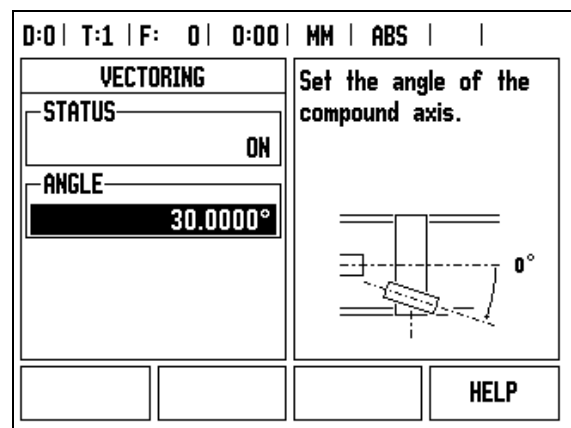 D:0| T:1 | F: 0| 0:00| MM | ABS | |
VECTORING
STATUS
ON
ANGLE
30.0000°
Set the angle of the
compound axis.
0°
HELP